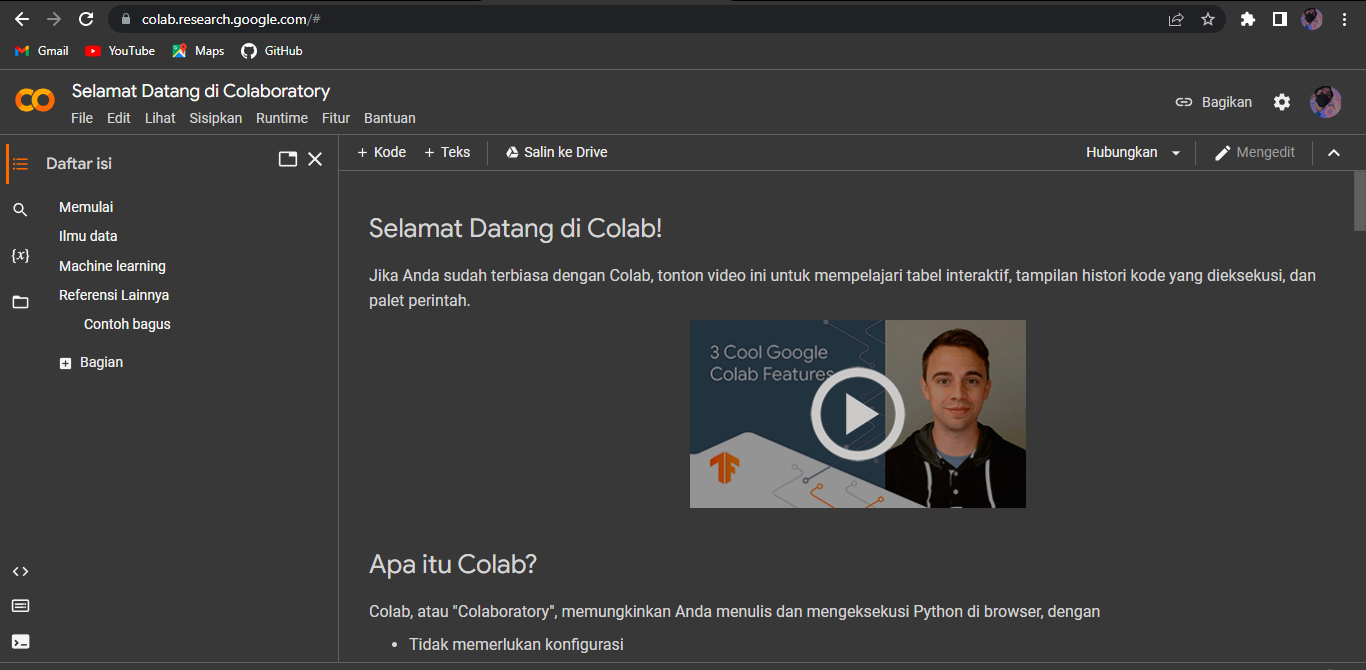 colab.research.google.com/#
Gmail YouTube Maps GitHub
Selamat Datang di Colaboratory
File Edit Lihat Sisipkan Runtime Fitur Bantuan
Bagikan
Daftar isi
Memulai
Ilmu data
Machine learning
Referensi Lainnya
Contoh bagus
Bagian
{x}
+ Kode + Teks Salin ke Drive
Hubungkan Mengedit
Selamat Datang di Colab!
Jika Anda sudah terbiasa dengan Colab, tonton video ini untuk mempelajari tabel interaktif, tampilan histori kode yang dieksekusi, dan
palet perintah.
3 Cool Google
Colab Features
Apa itu Colab?
Colab, atau "Colaboratory", memungkinkan Anda menulis dan mengeksekusi Python di browser, dengan
• Tidak memerlukan konfigurasi